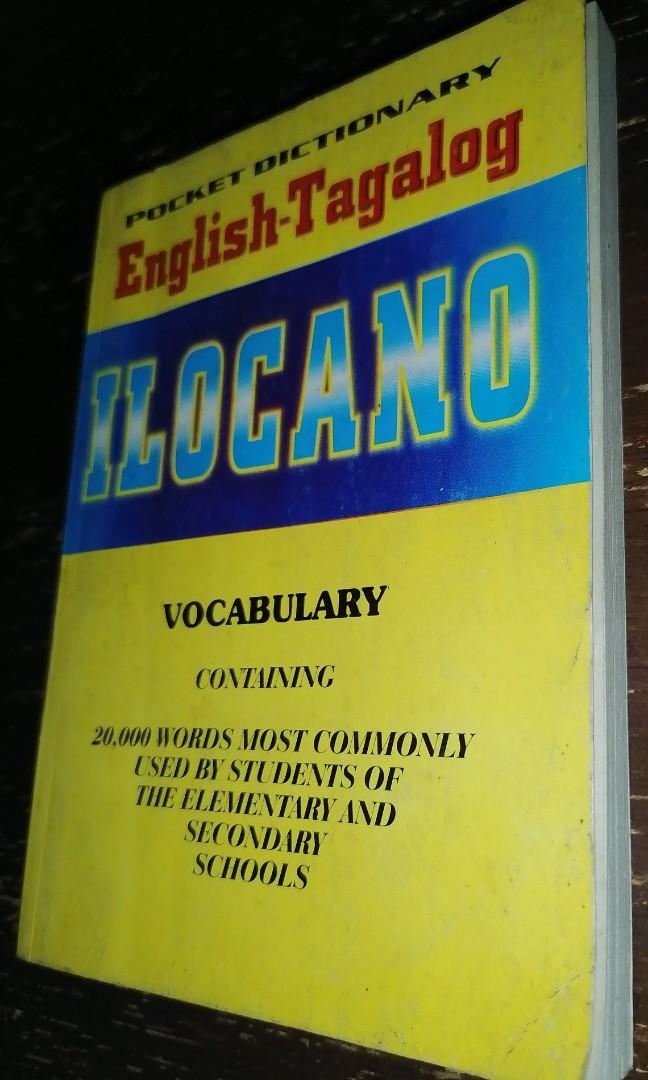 POCKET DICTIONARY
English-Tagalog
ILOCANO
VOCABULARY
CONTAINING
20,000 WORDS MOST COMMONLY
USED BY STUDENTS OF
THE ELEMENTARY AND
SECONDARY
SCHOOLS